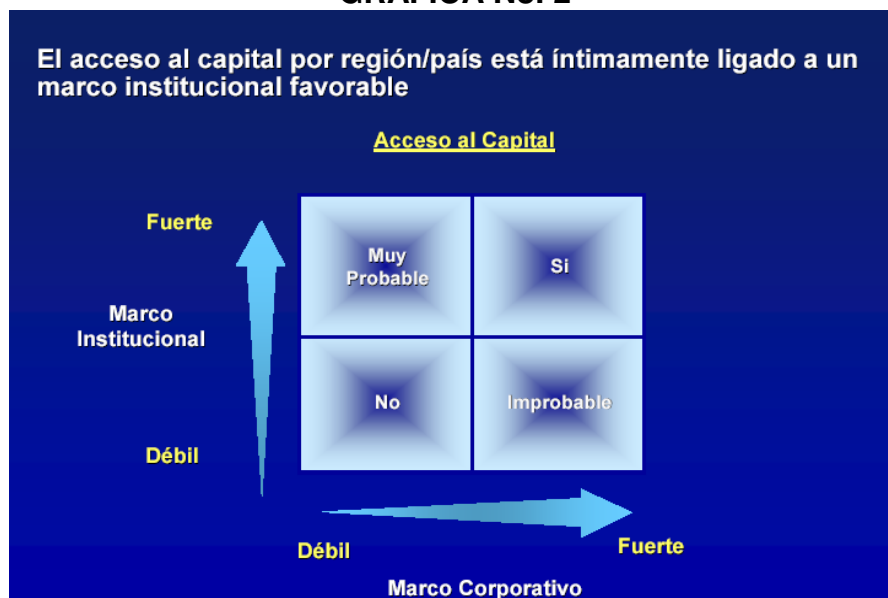 El acceso al capital por región/país está íntimamente ligado a un
marco institucional favorable
Acceso al Capital
Fuerte
Muy
Probable
Si
Marco
Institucional
No
Improbable
Débil
Débil
Fuerte
Marco Corporativo